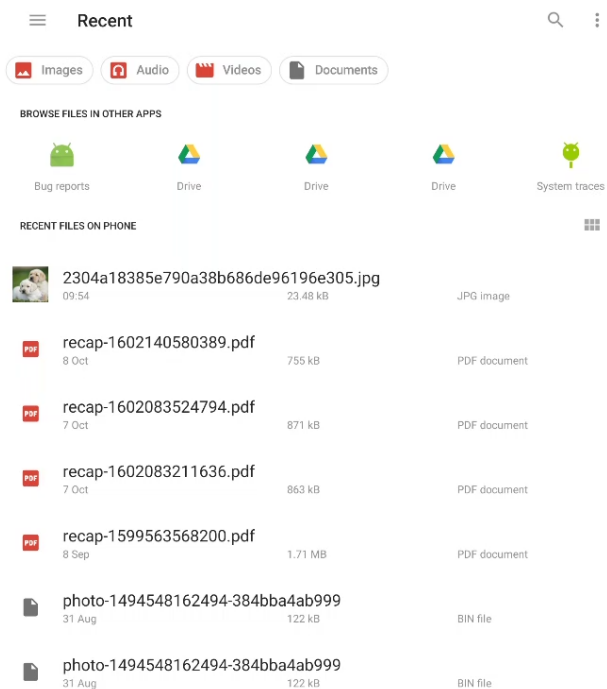 Recent
Images Audio Videos Documents
BROWSE FILES IN OTHER APPS
Bug reports Drive Drive Drive System traces
RECENT FILES ON PHONE
2304a18385e790a38b686de96196e305.jpg
09:54 23.48 kB JPG image
PDF recap-1602140580389.pdf
8 Oct 755 kB PDF document
PDF recap-1602083524794.pdf
7 Oct 871 kB PDF document
PDF recap-1602083211636.pdf
7 Oct 863 kB PDF document
PDF recap-1599563568200.pdf
8 Sep 1.71 MB PDF document
photo-1494548162494-384bba4ab999
31 Aug 122 kB BIN file
photo-1494548162494-384bba4ab999
31 Aug 122 kB BIN file